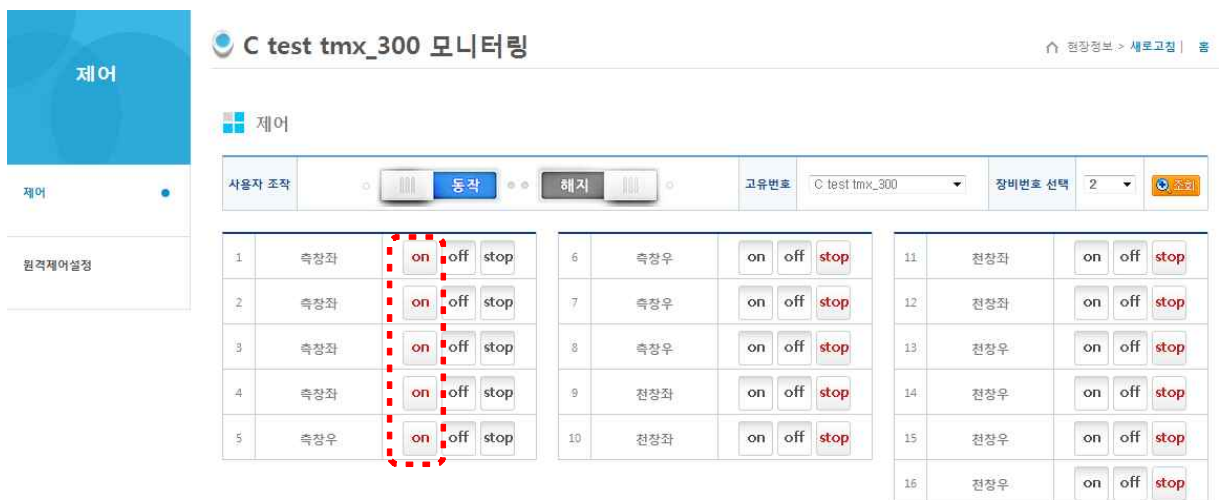 C test tmx_300 모니터링
현장정보 > 새로고침 | 홈
제어
제어
사용자 조작 동작 해지 고유번호 C test tmx_300 장비번호 선택 2 조회
제어
원격제어설정
1 측창좌 on off stop 6 측창우 on off stop 11 천창좌 on off stop
2 측창좌 on off stop 7 측창우 on off stop 12 천창좌 on off stop
3 측창좌 on off stop 8 측창우 on off stop 13 천창우 on off stop
4 측창좌 on off stop 9 천창좌 on off stop 14 천창우 on off stop
5 측창우 on off stop 10 천창좌 on off stop 15 천창우 on off stop
16 천창우 on off stop